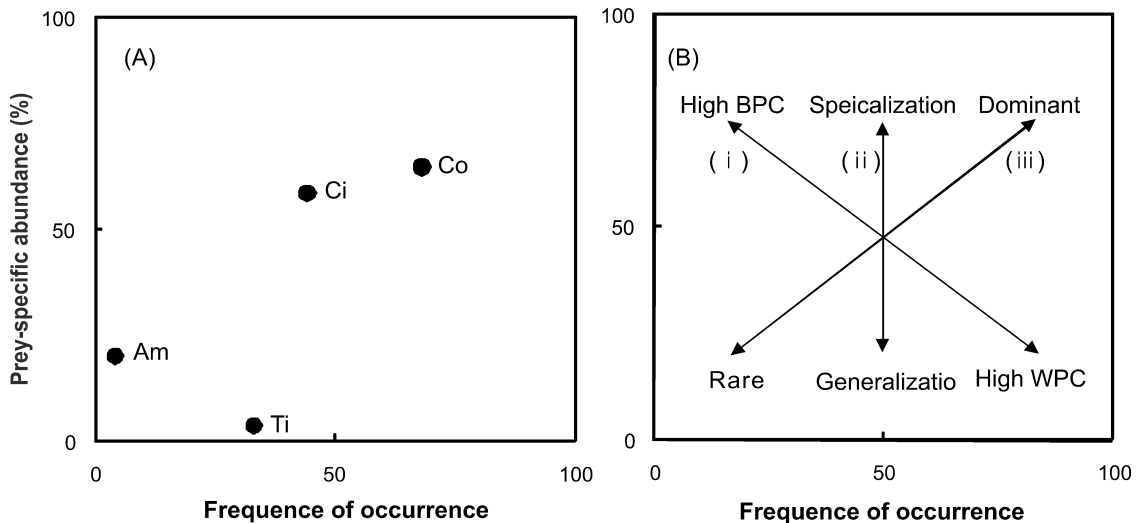 100
(A)
Co
Ci
50
Am
Ti
0
0
50
100
Prey-specific abundance (%)
Frequence of occurrence
100
(B)
High BPC
Speicalization
Dominant
( i )
( ii )
(iii)
50
Rare
Generalizatio
High WPC
0
0
50
100
Frequence of occurrence